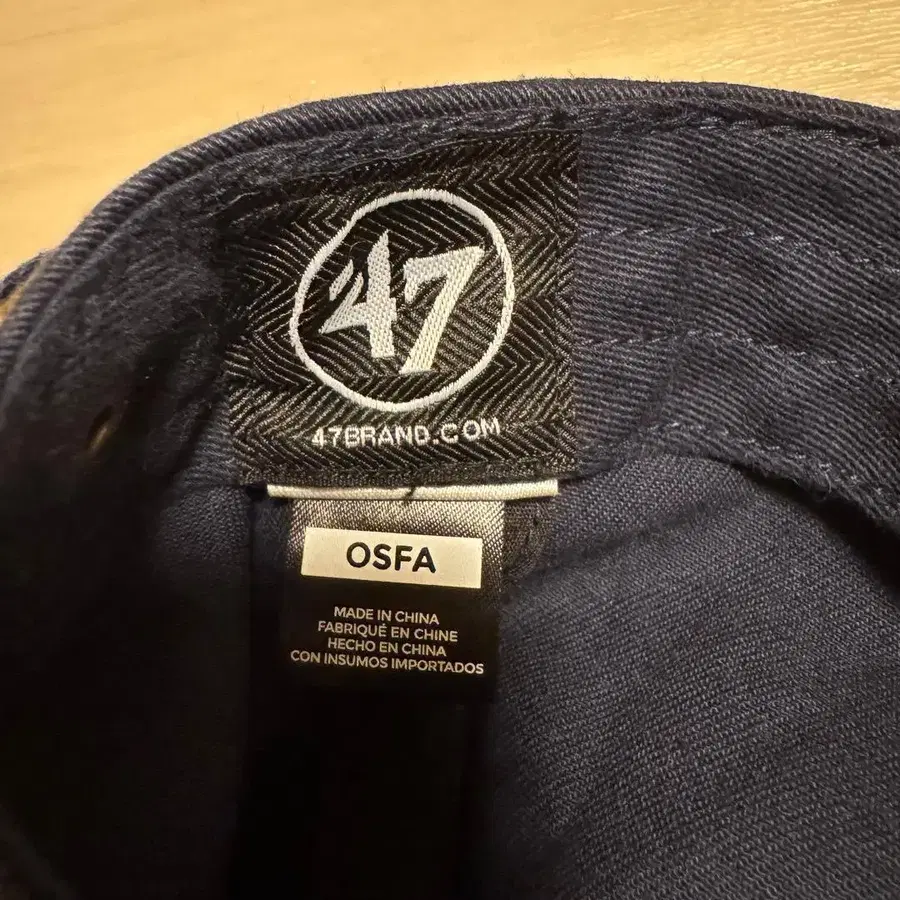 '47
47BRAND.COM
OSFA
MADE IN CHINA
FABRIQUÉ EN CHINE
HECHO EN CHINA
CON INSUMOS IMPORTADOS